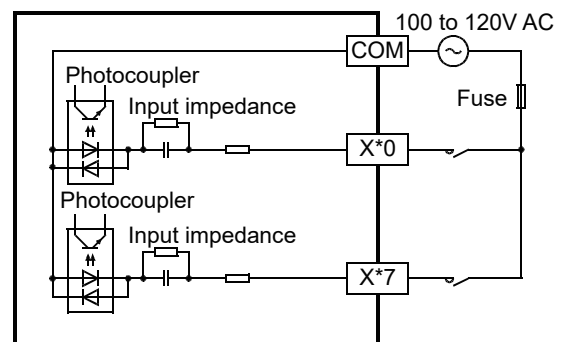 100 to 120V AC
COM
Photocoupler
Fuse
Input impedance
X*0
Photocoupler
Input impedance
X*7